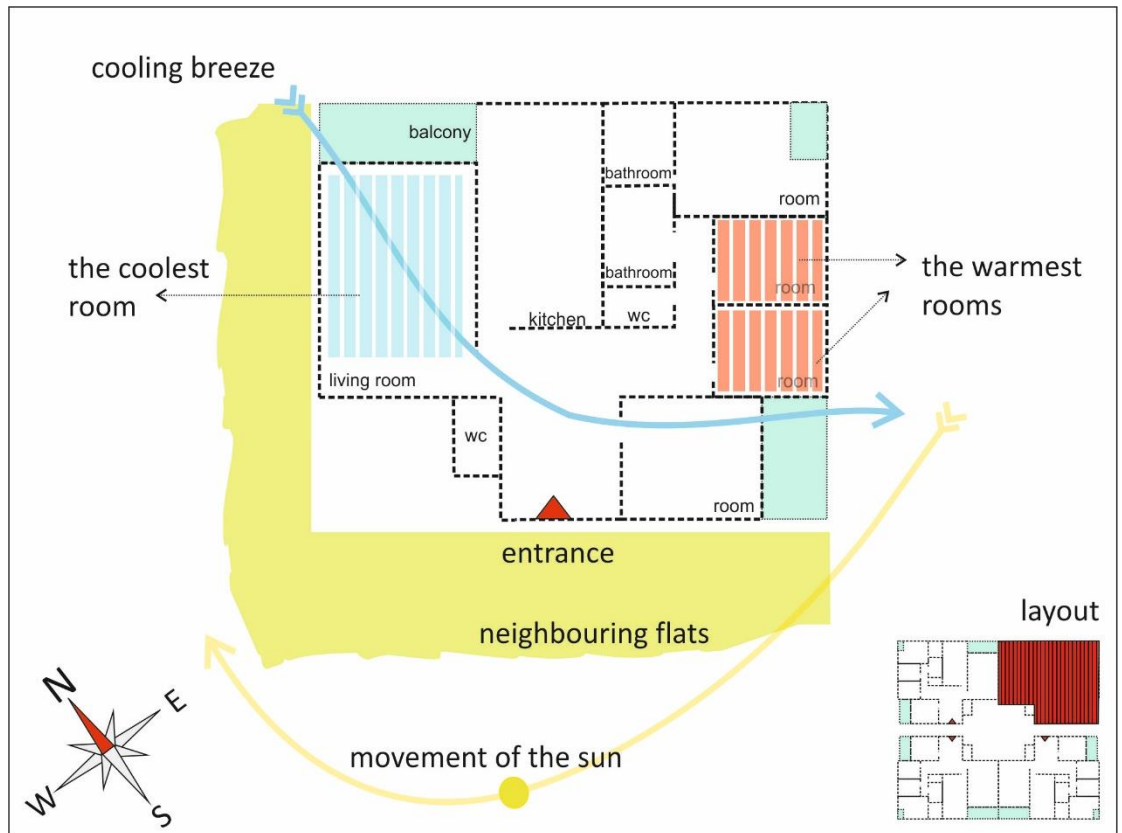 cooling breeze
balcony
bathroom
room
the coolest
room
bathroom
room
the warmest
rooms
kitchen
wc
living room
room
wc
room
entrance
neighbouring flats
layout
N
E
W
S
movement of the sun